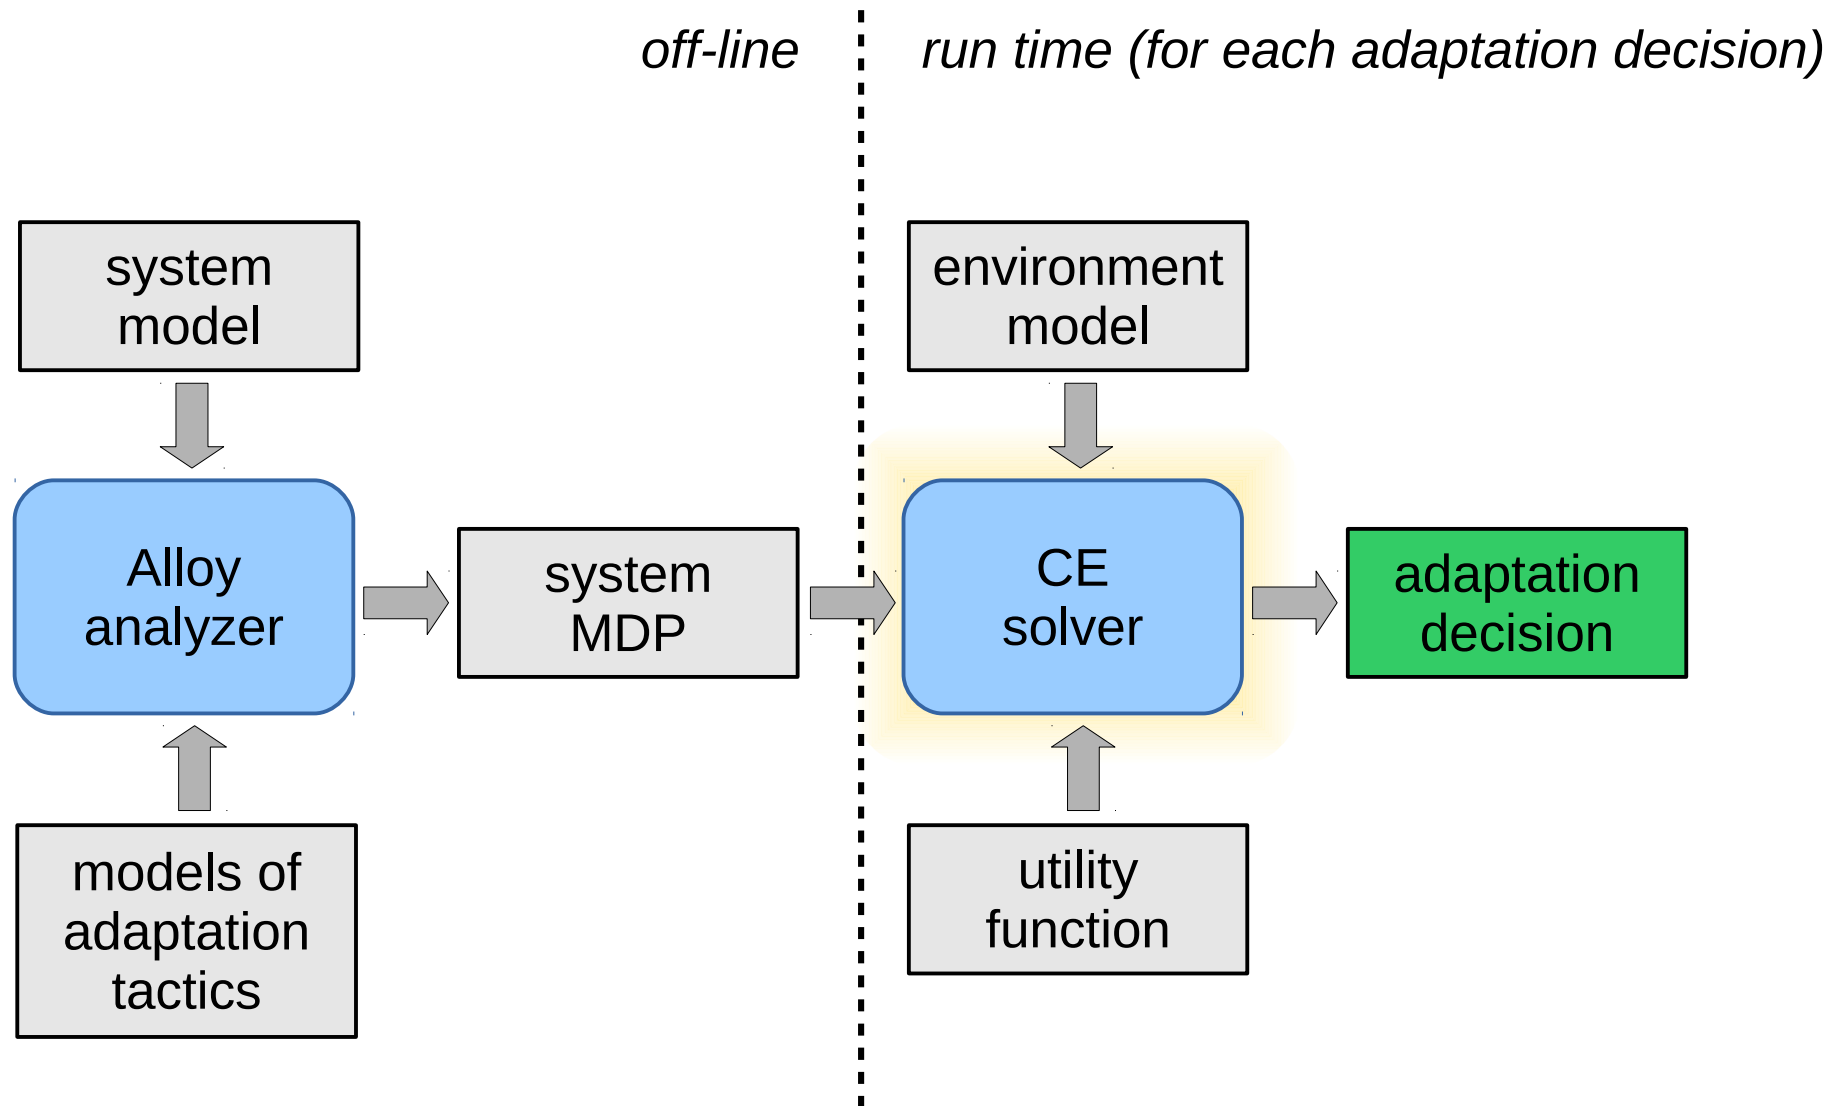 off-line
run time (for each adaptation decision)
system
model
environment
model
Alloy
analyzer
system
MDP
CE
solver
adaptation
decision
models of
adaptation
tactics
utility
function